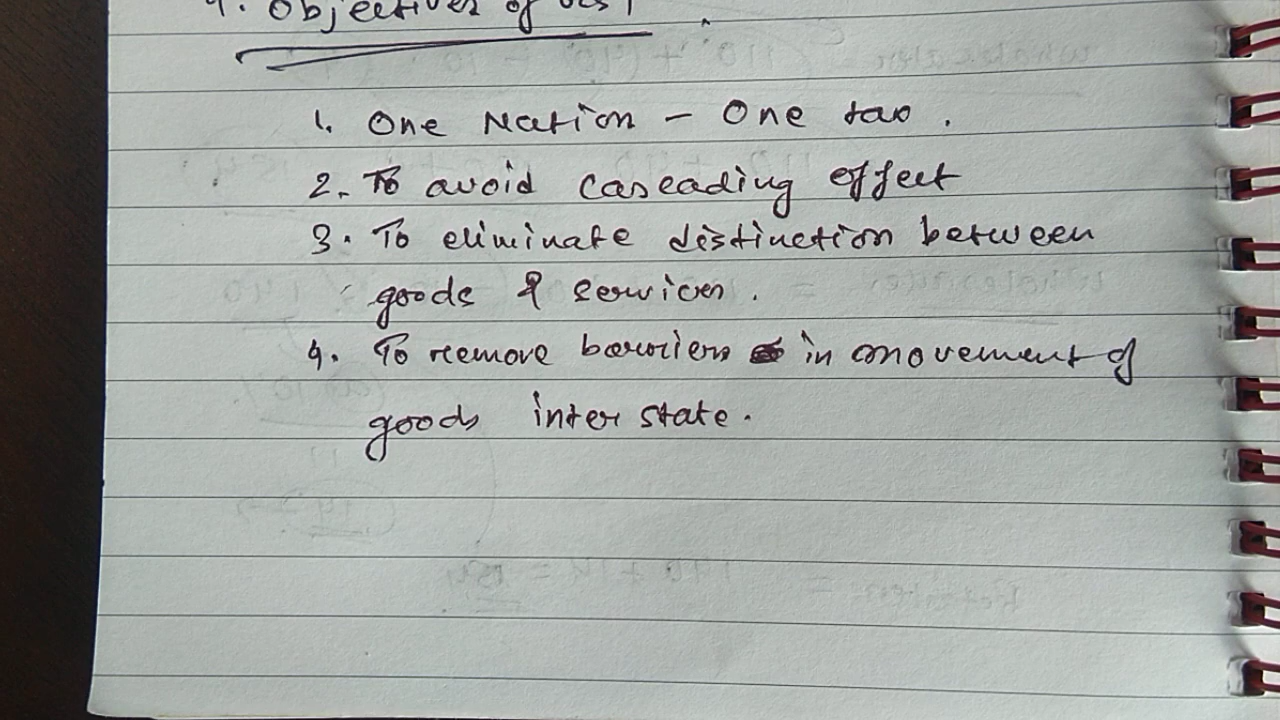 4. Objectives of GST
1. One Nation - One tax.
2. To avoid cascading effect
3. To eliminate distinction between
goods & services.
4. To remove barriers in movement of
goods inter state.